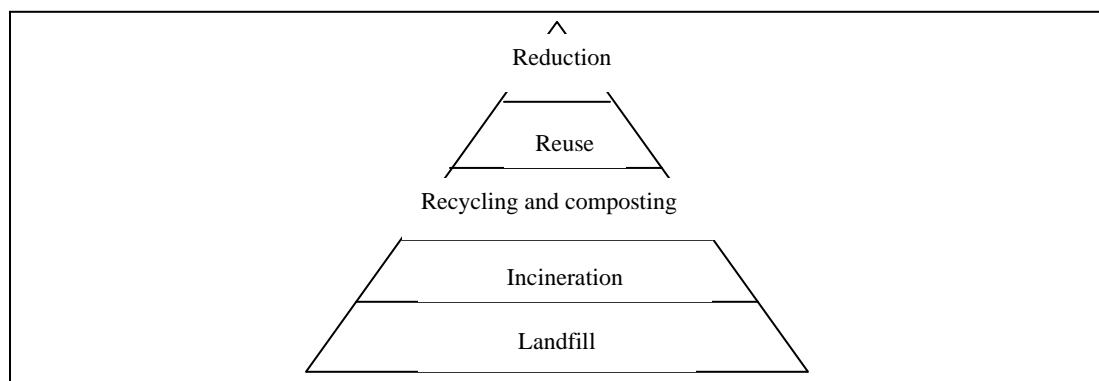 Reduction
Reuse
Recycling and composting
Incineration
Landfill